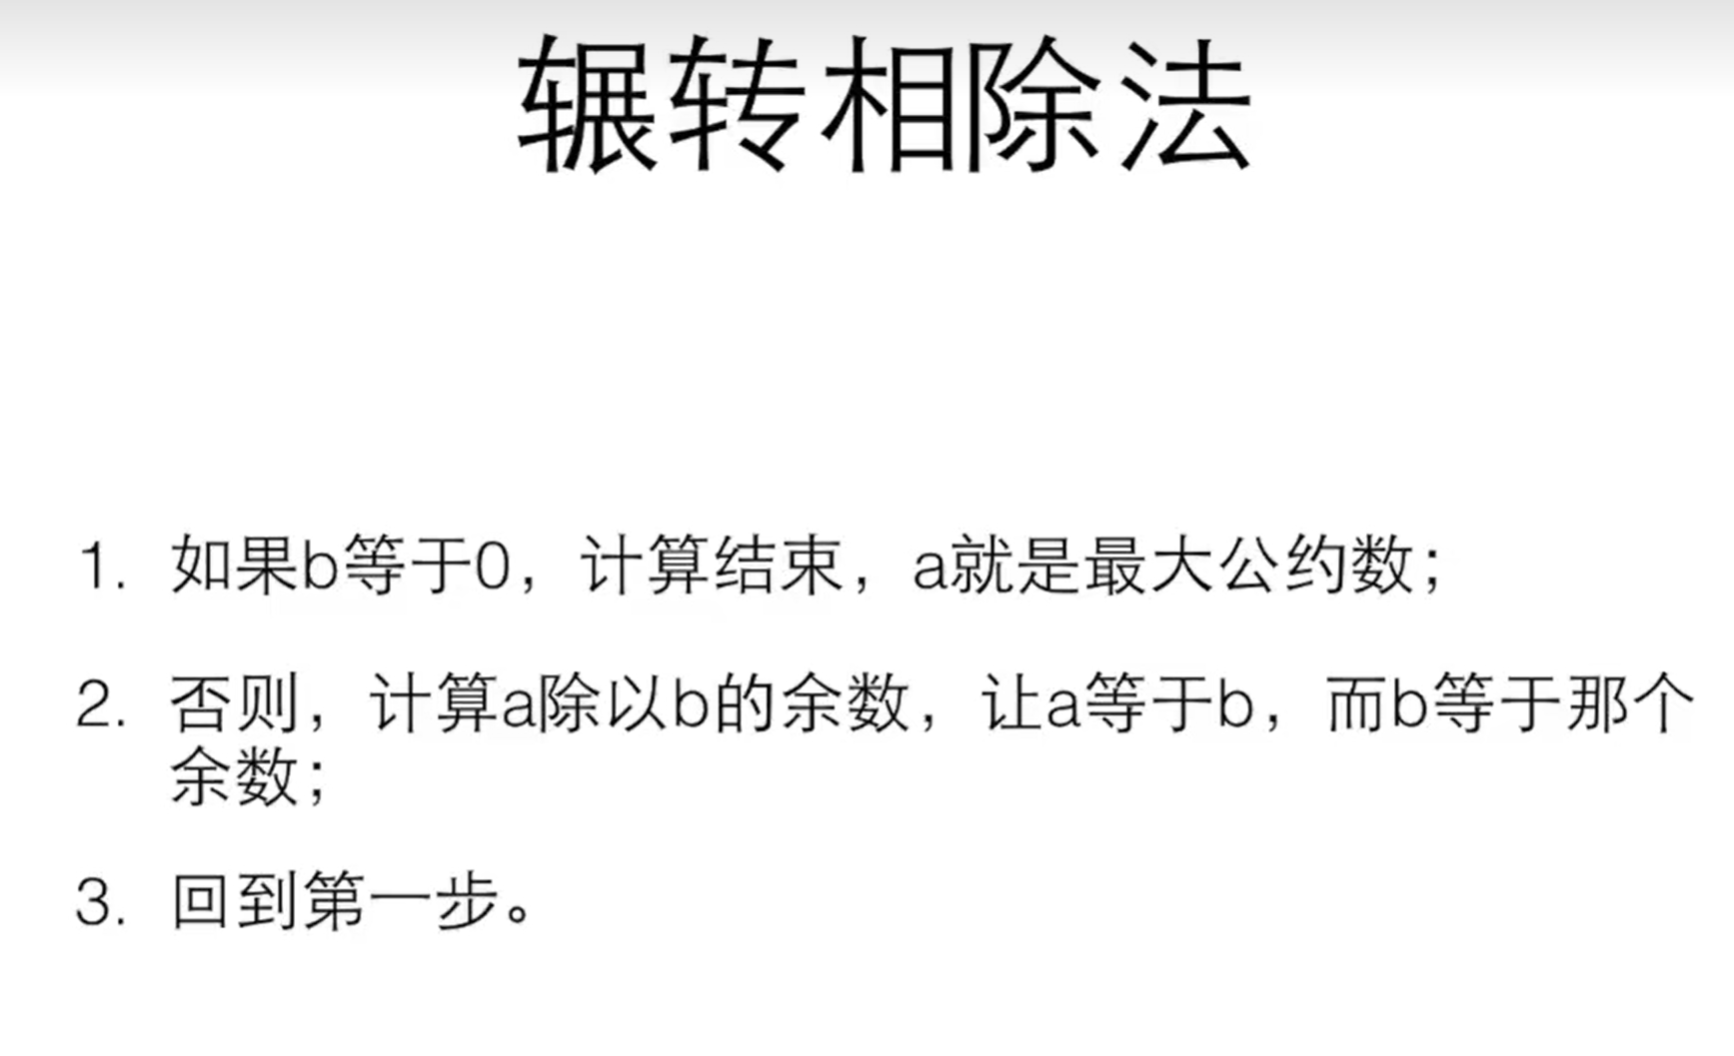 辗转相除法
1. 如果b等于0，计算结束，a就是最大公约数；
2. 否则，计算a除以b的余数，让a等于b，而b等于那个
余数；
3. 回到第一步。